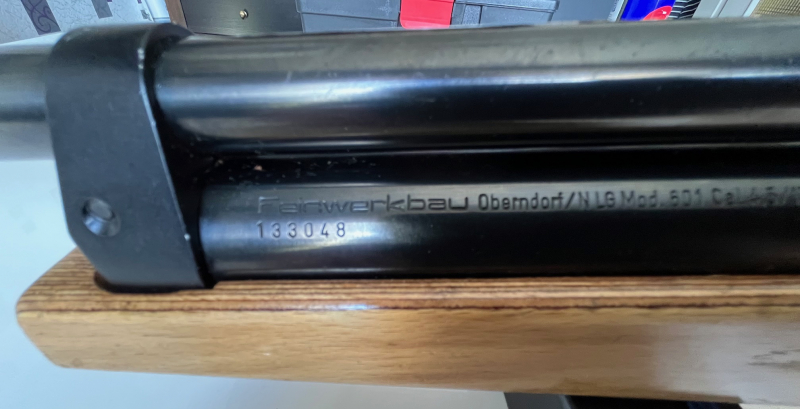 Feinwerkbau Oberndorf/N LG Mod. 601 Cal. 4,5/
133048